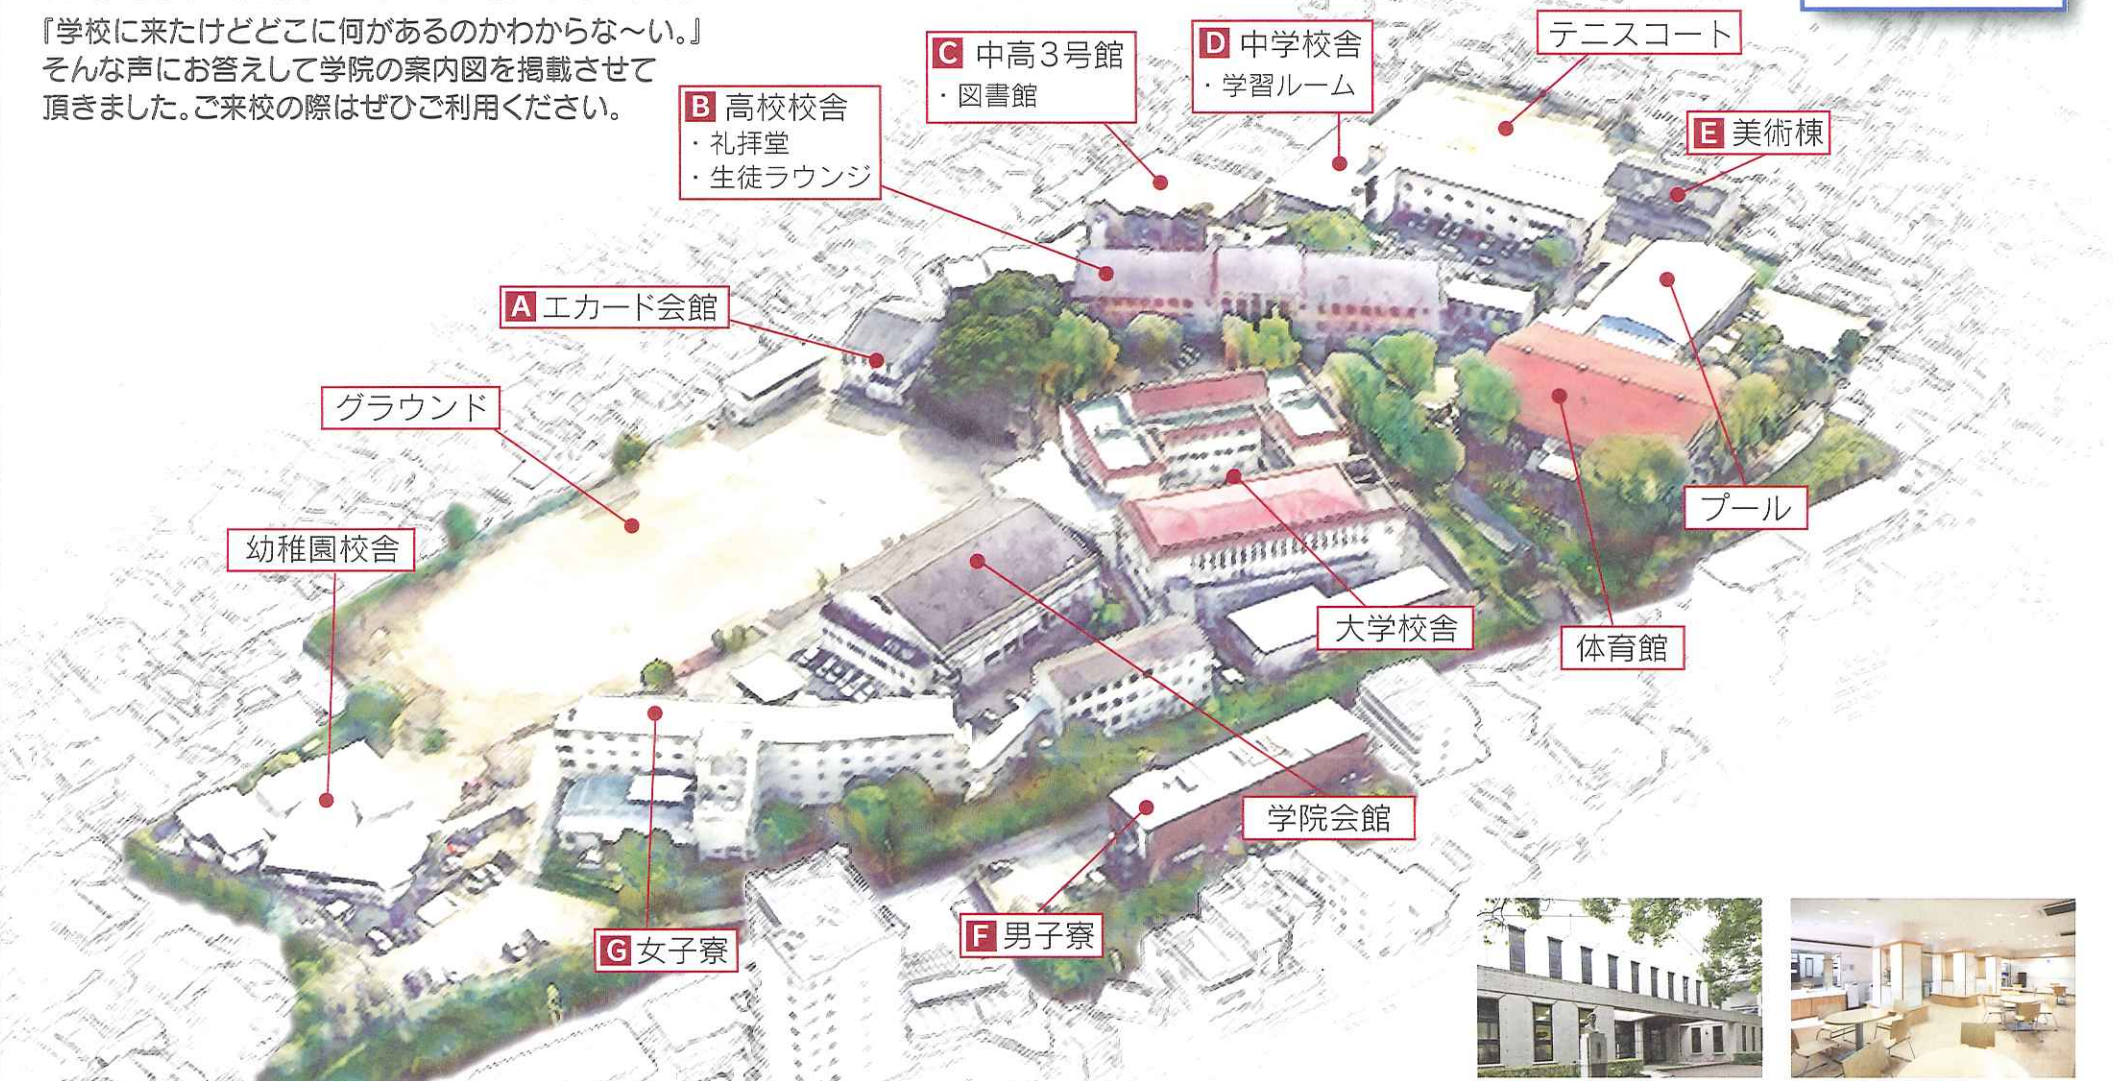 『学校に来たけどどこに何があるのかわからな～い。』
そんな声にお答えして学院の案内図を掲載させて
頂きました。ご来校の際はぜひご利用ください。
C 中高3号館
・図書館
D 中学校舎
・学習ルーム
テニスコート
B 高校校舎
・礼拝堂
・生徒ラウンジ
E 美術棟
A エカード会館
グラウンド
幼稚園校舎
プール
大学校舎
体育館
学院会館
G 女子寮
F 男子寮